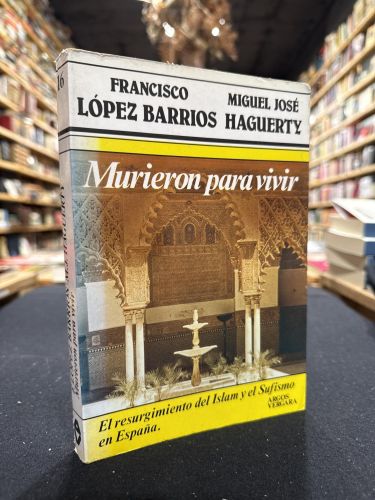 FRANCISCO
LÓPEZ BARRIOS
MIGUEL JOSÉ
HAGUERTY
Murieron para vivir
El resurgimiento del Islam y el Sufismo
en España.
ARGOS
VERGARA
16